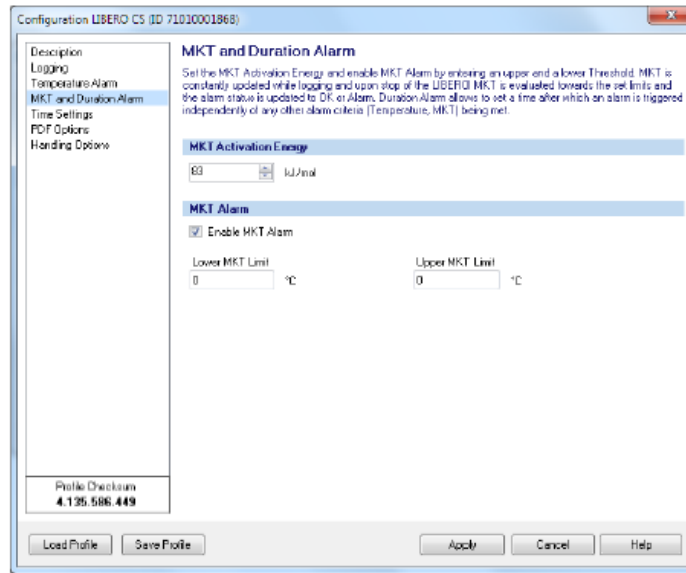 Configuration LIBERO CS (ID 71010001868)
Description
Logging
Temperature Alarm
MKT and Duration Alarm
Time Settings
PDF Options
Handling Options
Profile Checksum
4.135.586.449
MKT and Duration Alarm
Set the MKT Activation Energy and enable MKT Alarm by entering an upper and a lower Threshold. MKT is
constantly updated while logging and upon stop of the LIBERO! MKT is evaluated towards the set limits and
the alarm status is updated to OK or Alarm. Duration Alarm allows to set a time after which an alarm is triggered
independently of any other alarm criteria (Temperature, MKT) being met.
MKT Activation Energy
83 kJ/mol
MKT Alarm
Enable MKT Alarm
Lower MKT Limit Upper MKT Limit
0 °C 0 °C
Load Profile Save Profile Apply Cancel Help